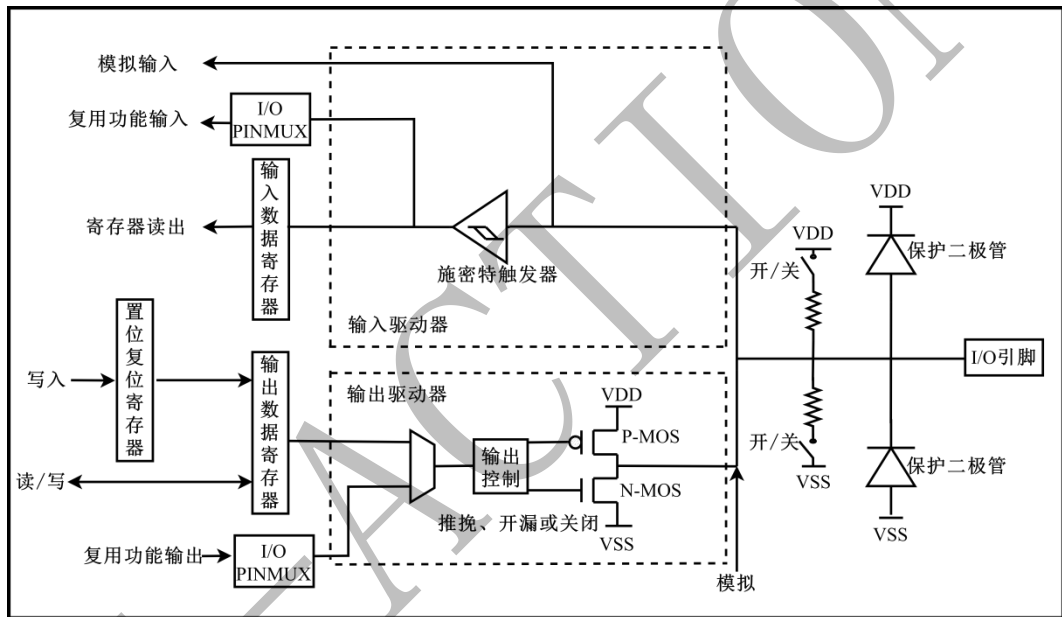 模拟输入
复用功能输入
I/O
PINMUX
寄存器读出
输入数据寄存器
施密特触发器
输入驱动器
VDD
开/关
VDD
保护二极管
I/O引脚
开/关
VSS
保护二极管
VSS
写入
置位复位寄存器
读/写
输出数据寄存器
复用功能输出
I/O
PINMUX
输出驱动器
输出
控制
推挽、开漏或关闭
VDD
P-MOS
N-MOS
VSS
模拟
-ACTION